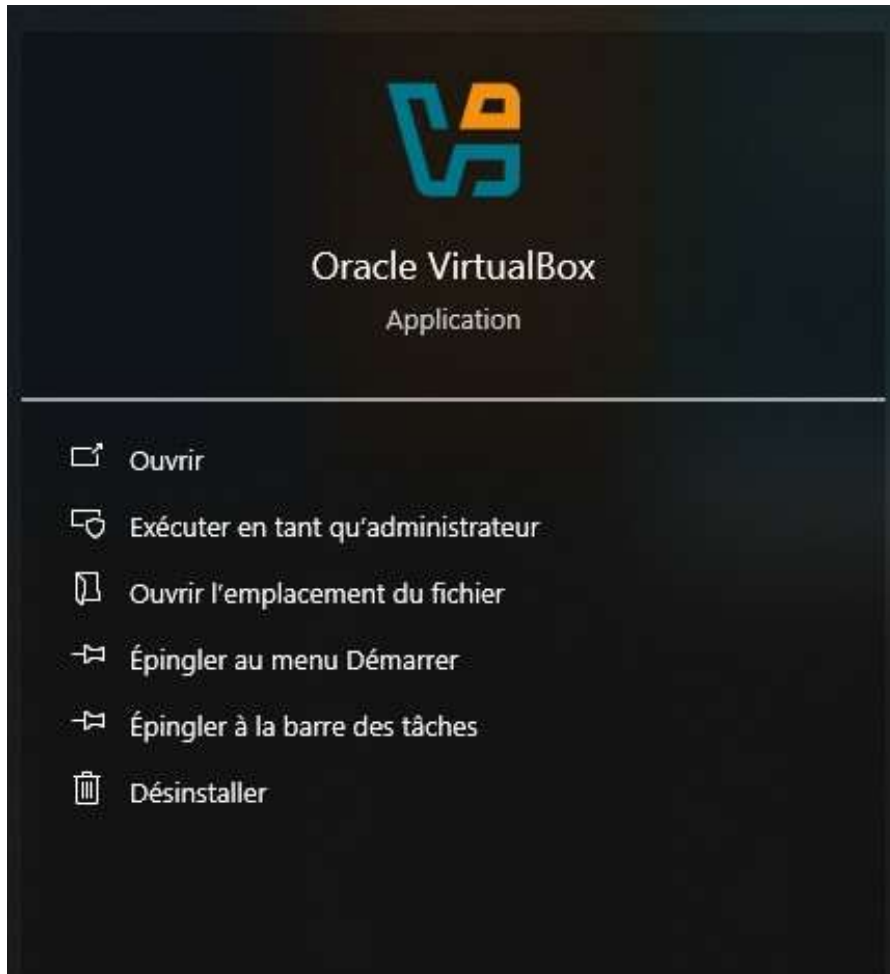 Oracle VirtualBox
Application
Ouvrir
Exécuter en tant qu'administrateur
Ouvrir l'emplacement du fichier
Épingler au menu Démarrer
Épingler à la barre des tâches
Désinstaller